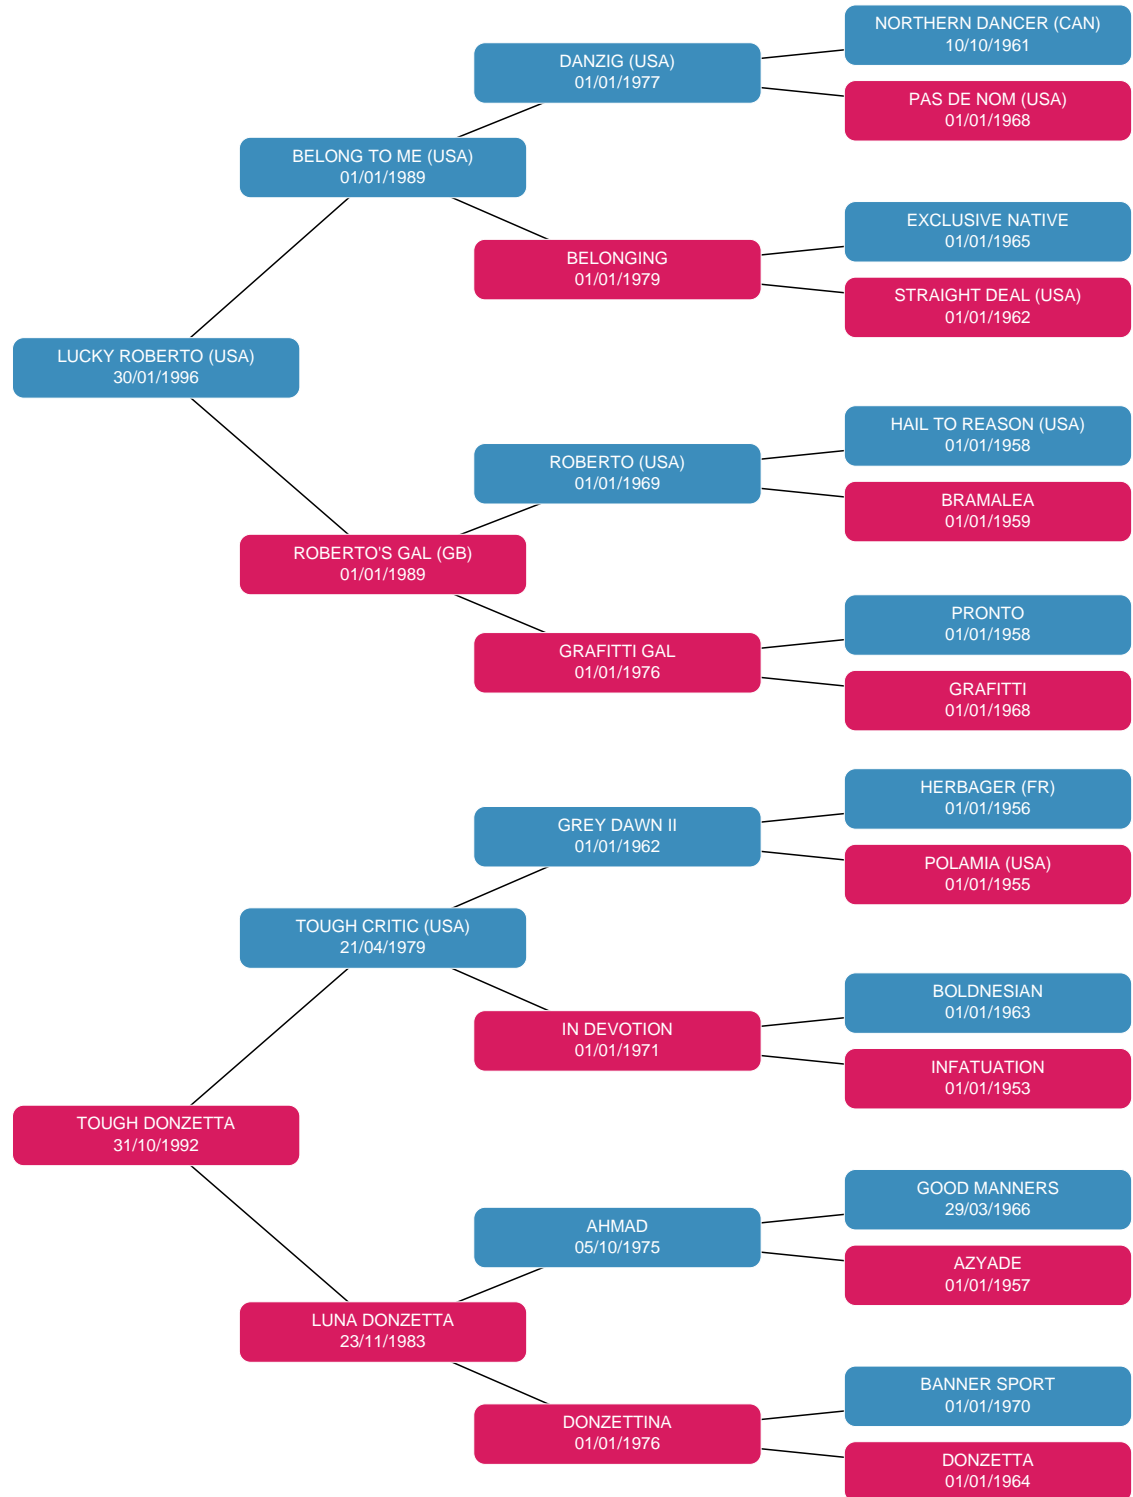 NORTHERN DANCER (CAN)
10/10/1961
DANZIG (USA)
01/01/1977
PAS DE NOM (USA)
01/01/1968
BELONG TO ME (USA)
01/01/1989
EXCLUSIVE NATIVE
01/01/1965
BELONGING
01/01/1979
STRAIGHT DEAL (USA)
01/01/1962
LUCKY ROBERTO (USA)
30/01/1996
HAIL TO REASON (USA)
01/01/1958
ROBERTO (USA)
01/01/1969
BRAMALEA
01/01/1959
ROBERTO'S GAL (GB)
01/01/1989
PRONTO
01/01/1958
GRAFITTI GAL
01/01/1976
GRAFITTI
01/01/1968
HERBAGER (FR)
01/01/1956
GREY DAWN II
01/01/1962
POLAMIA (USA)
01/01/1955
TOUGH CRITIC (USA)
21/04/1979
BOLDNESIAN
01/01/1963
IN DEVOTION
01/01/1971
INFATUATION
01/01/1953
TOUGH DONZETTA
31/10/1992
GOOD MANNERS
29/03/1966
AHMAD
05/10/1975
AZYADE
01/01/1957
LUNA DONZETTA
23/11/1983
BANNER SPORT
01/01/1970
DONZETTINA
01/01/1976
DONZETTA
01/01/1964